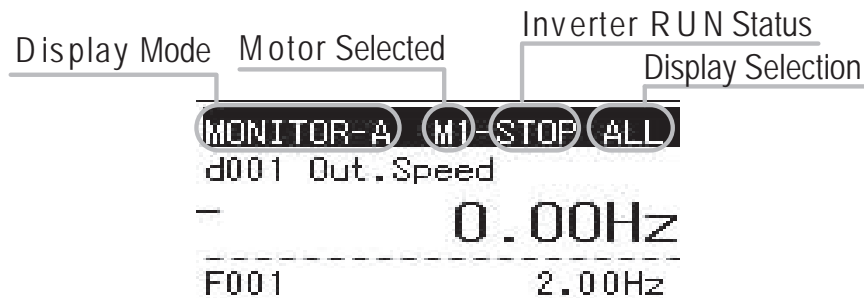 Inverter RUN Status
Display Mode Motor Selected
Display Selection
MONITOR-A M1-STOP ALL
d001 Out.Speed
0.00Hz
F001 2.00Hz